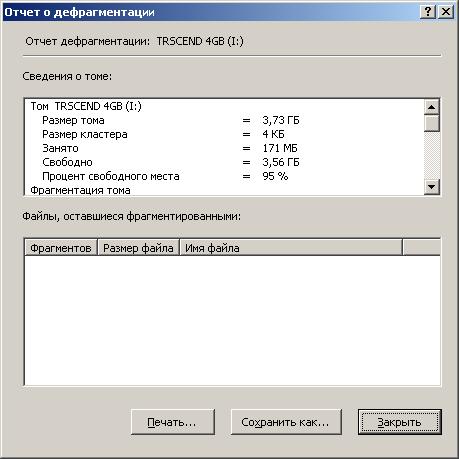 Отчет о дефрагментации
Отчет дефрагментации: TRSCEND 4GB (I:)
Сведения о томе:
Том TRSCEND 4GB (I:)
Размер тома = 3,73 ГБ
Размер кластера = 4 КБ
Занято = 171 МБ
Свободно = 3,56 ГБ
Процент свободного места = 95 %
Фрагментация тома
Файлы, оставшиеся фрагментированными:
Фрагментов Размер файла Имя файла
Печать... Сохранить как... Закрыть